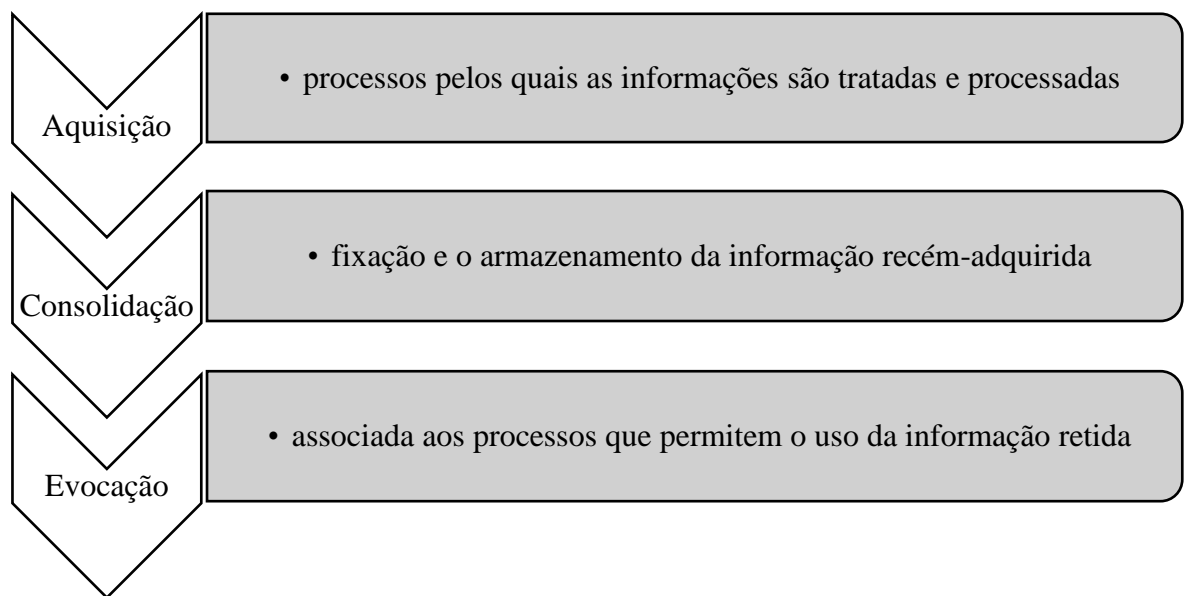 Aquisição
• processos pelos quais as informações são tratadas e processadas
Consolidação
• fixação e o armazenamento da informação recém-adquirida
Evocação
• associada aos processos que permitem o uso da informação retida